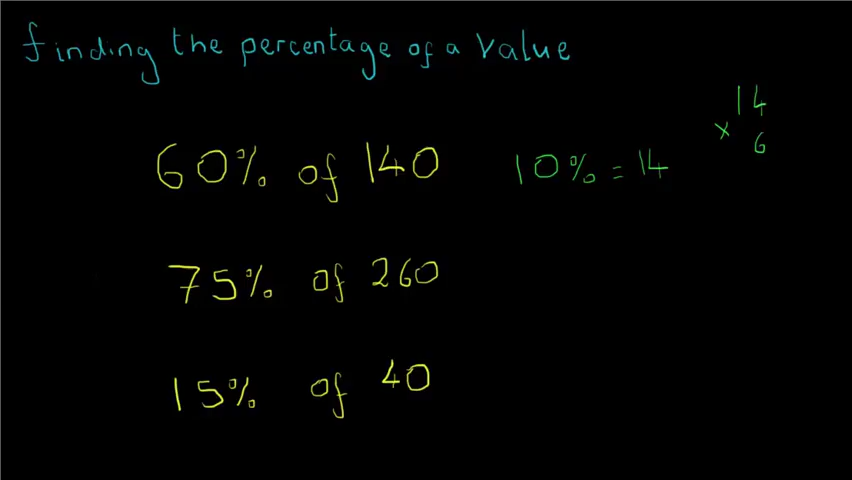 finding the percentage of a value
14
× 6
60% of 140
10% = 14
75% of 260
15% of 40